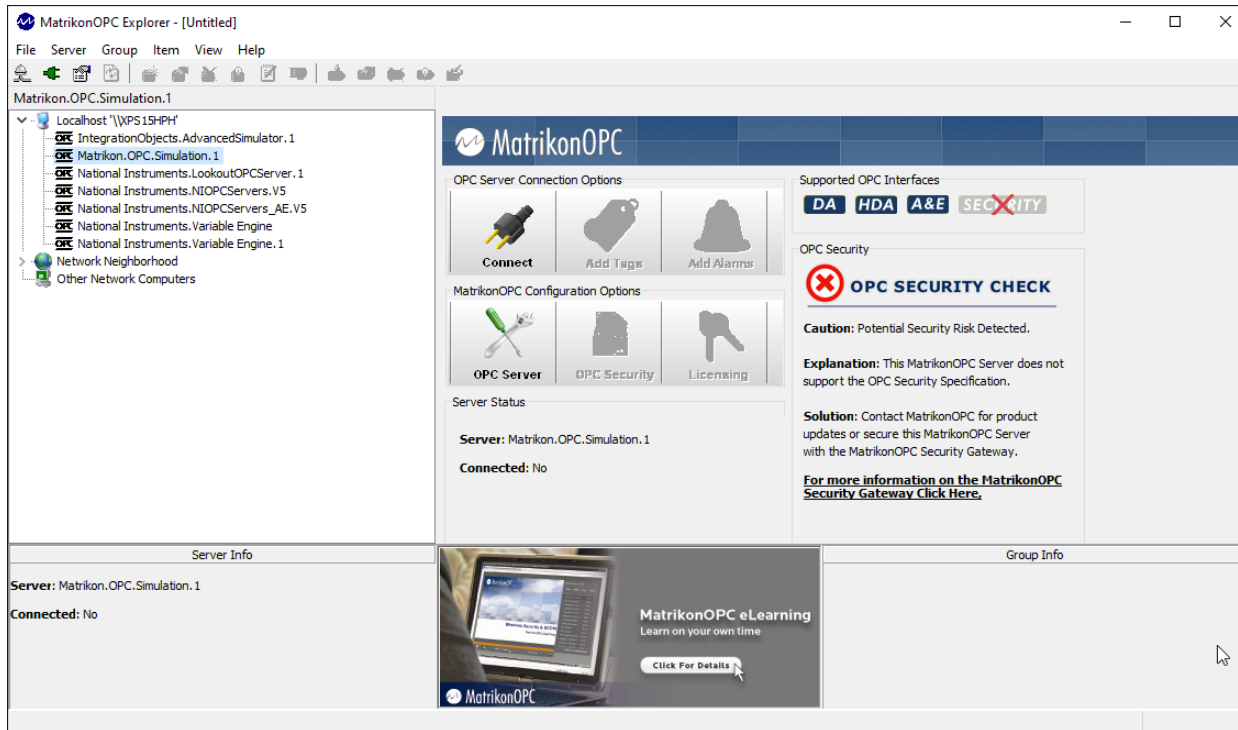 MatrikonOPC Explorer - [Untitled]
File Server Group Item View Help
Matrikon.OPC.Simulation.1
Localhost '\\XPS15HPH'
OPC IntegrationObjects.AdvancedSimulator.1
OPC Matrikon.OPC.Simulation.1
OPC National Instruments.LookoutOPCServer.1
OPC National Instruments.NIOPCServers.V5
OPC National Instruments.NIOPCServers_AE.V5
OPC National Instruments.Variable Engine
OPC National Instruments.Variable Engine.1
Network Neighborhood
Other Network Computers
MatrikonOPC
OPC Server Connection Options
Connect Add Tags Add Alarms
MatrikonOPC Configuration Options
OPC Server OPC Security Licensing
Server Status
Server: Matrikon.OPC.Simulation.1
Connected: No
Supported OPC Interfaces
DA HDA A&E SECURITY
OPC Security
OPC SECURITY CHECK
Caution: Potential Security Risk Detected.
Explanation: This MatrikonOPC Server does not
support the OPC Security Specification.
Solution: Contact MatrikonOPC for product
updates or secure this MatrikonOPC Server
with the MatrikonOPC Security Gateway.
For more information on the MatrikonOPC
Security Gateway Click Here,
Server Info
Server: Matrikon.OPC.Simulation.1
Connected: No
MatrikonOPC eLearning
Learn on your own time
Click For Details
MatrikonOPC
Group Info